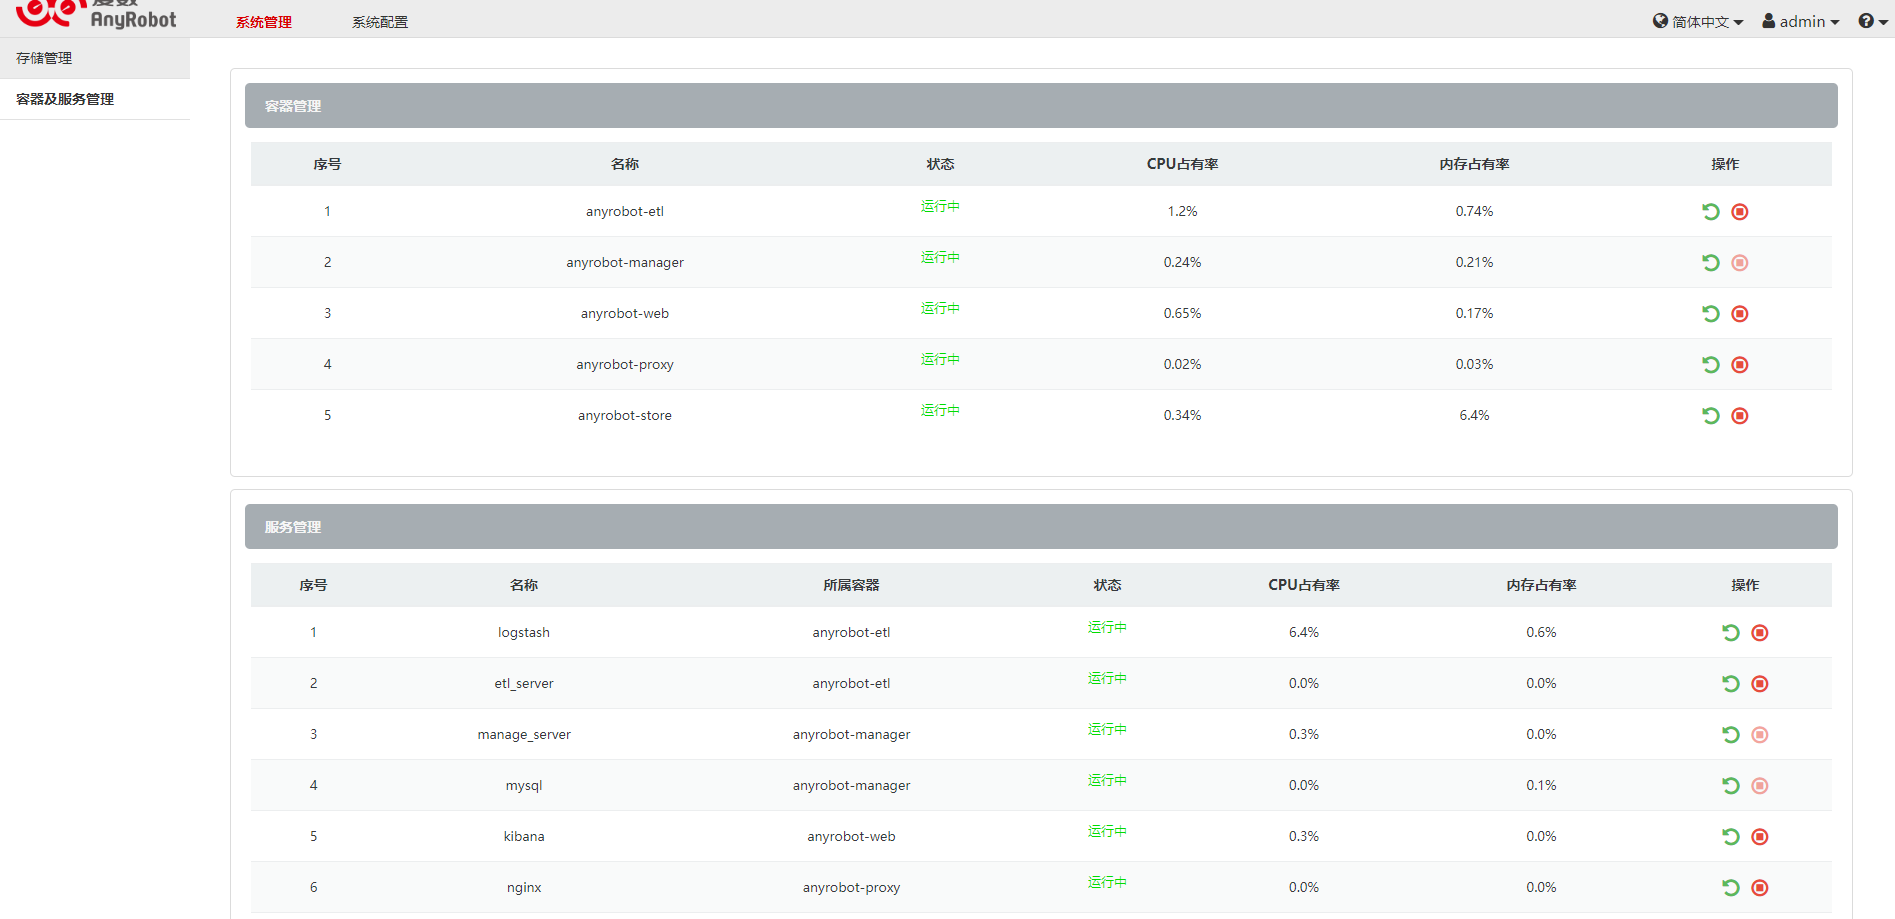 AnyRobot
系统管理 系统配置 简体中文 admin
存储管理
容器及服务管理
容器管理
序号 名称 状态 CPU占有率 内存占有率 操作
1 anyrobot-etl 运行中 1.2% 0.74%
2 anyrobot-manager 运行中 0.24% 0.21%
3 anyrobot-web 运行中 0.65% 0.17%
4 anyrobot-proxy 运行中 0.02% 0.03%
5 anyrobot-store 运行中 0.34% 6.4%
服务管理
序号 名称 所属容器 状态 CPU占有率 内存占有率 操作
1 logstash anyrobot-etl 运行中 6.4% 0.6%
2 etl_server anyrobot-etl 运行中 0.0% 0.0%
3 manage_server anyrobot-manager 运行中 0.3% 0.0%
4 mysql anyrobot-manager 运行中 0.0% 0.1%
5 kibana anyrobot-web 运行中 0.3% 0.0%
6 nginx anyrobot-proxy 运行中 0.0% 0.0%